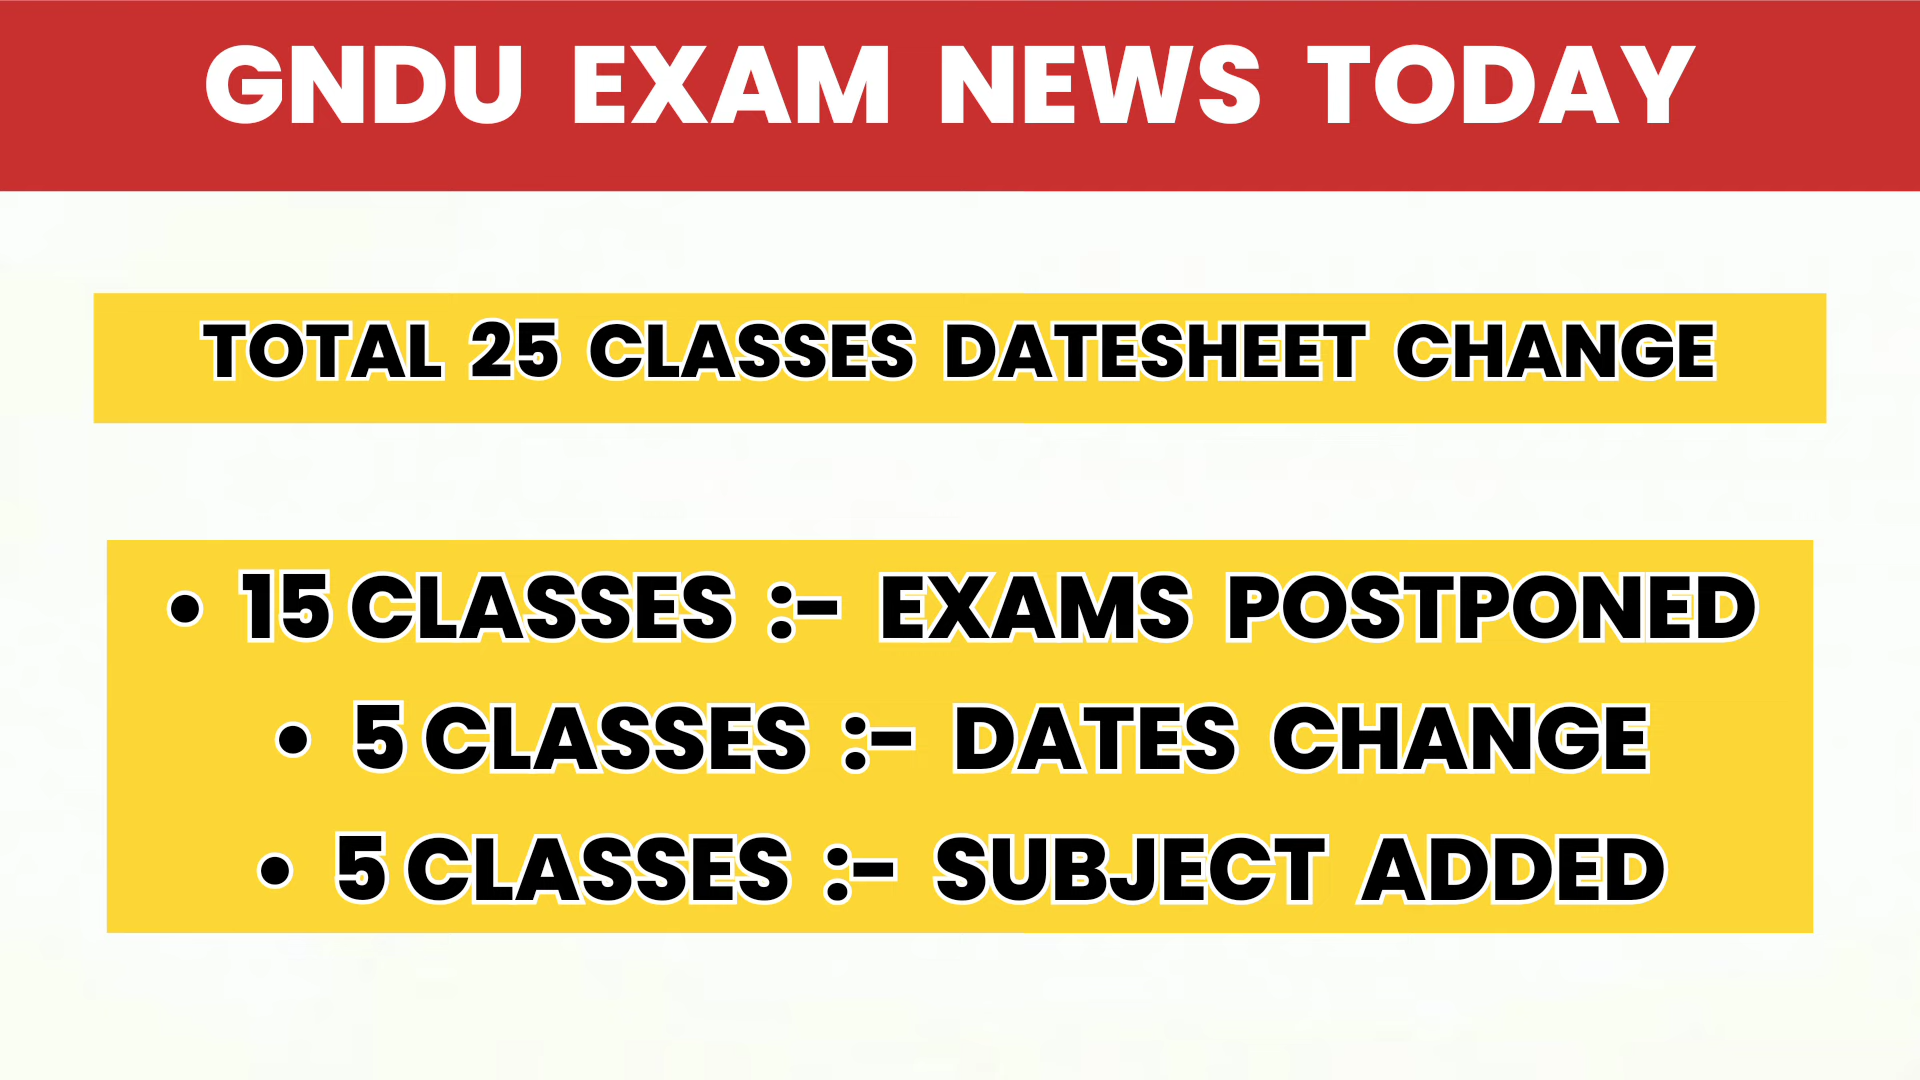 GNDU EXAM NEWS TODAY
TOTAL 25 CLASSES DATESHEET CHANGE
• 15 CLASSES :- EXAMS POSTPONED
• 5 CLASSES :- DATES CHANGE
• 5 CLASSES :- SUBJECT ADDED